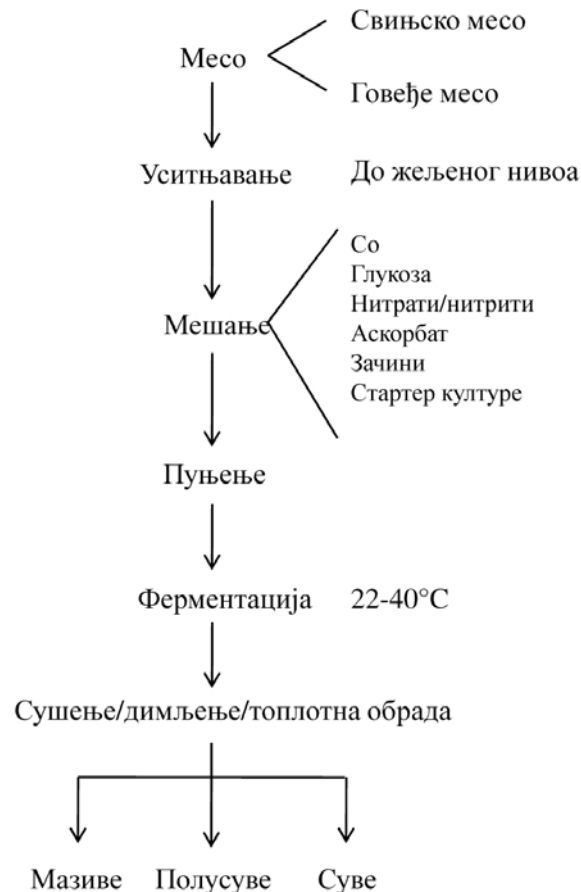 Свињско месо
Месо
Говеђе месо
Уситњавање До жељеног нивоа
Со
Глукоза
Нитрати/нитрити
Мешање
Аскорбат
Зачини
Стартер културе
Пуњење
Ферментација 22-40°C
Сушење/димљење/топлотна обрада
Мазиве Полусуве Суве